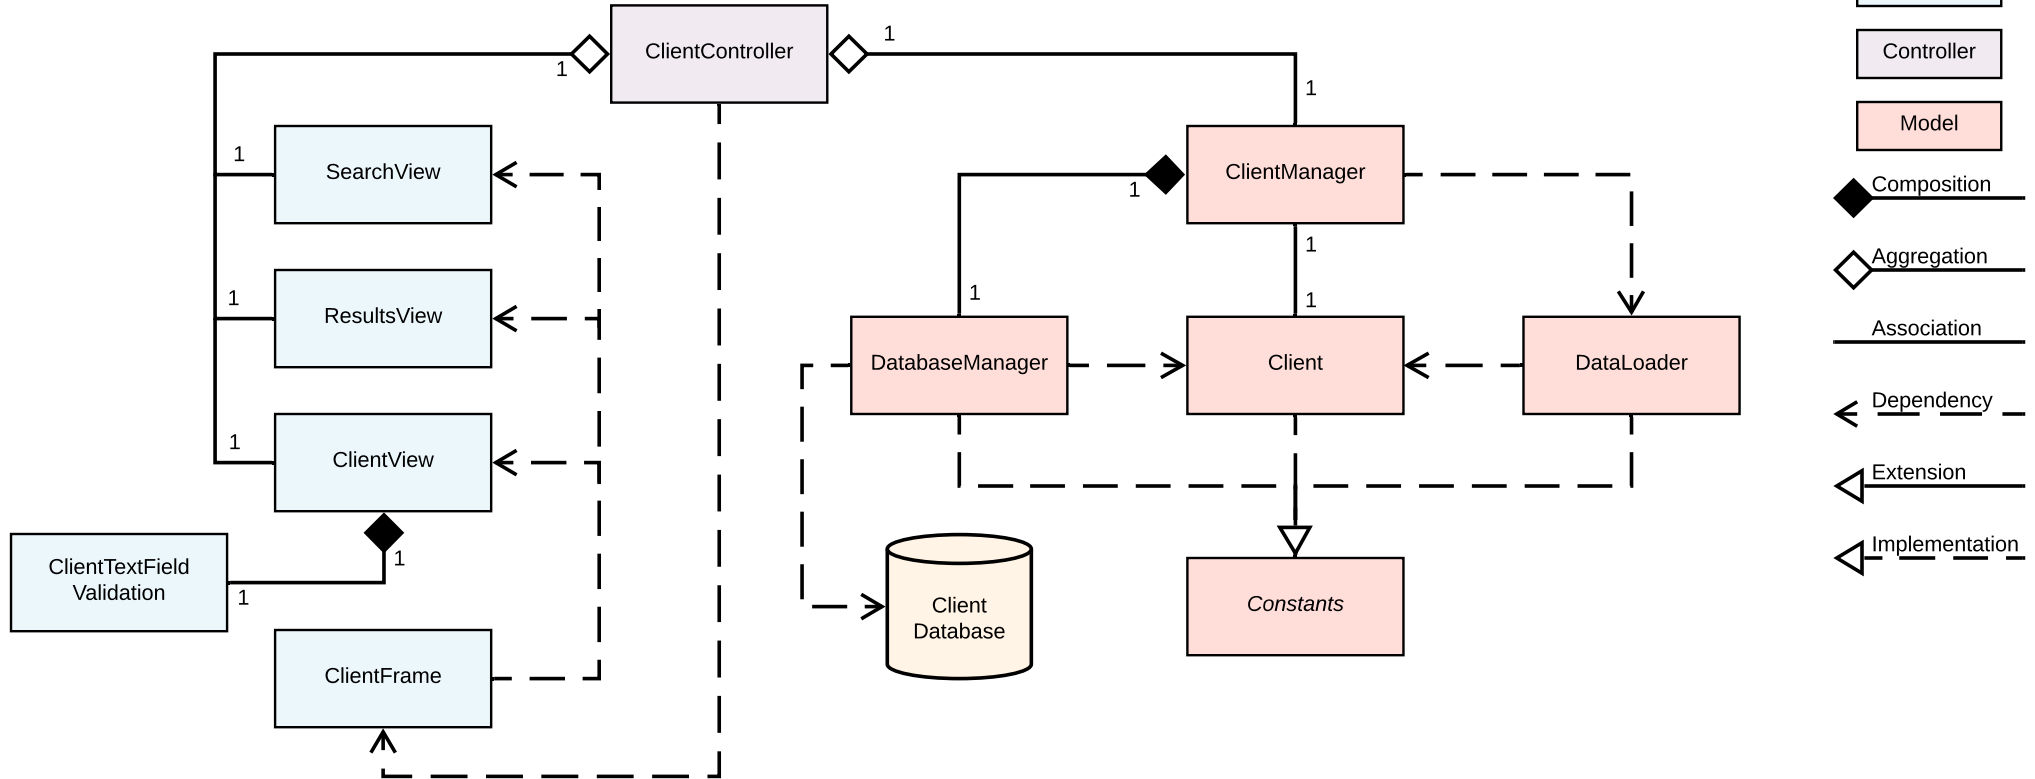 ClientController
1
1
1
SearchView
1
ResultsView
1
ClientView
1
ClientTextField
Validation
1
1
ClientFrame
ClientManager
1
1
1
1
DatabaseManager
Client
DataLoader
Client
Database
Constants
Controller
Model
Composition
Aggregation
Association
Dependency
Extension
Implementation